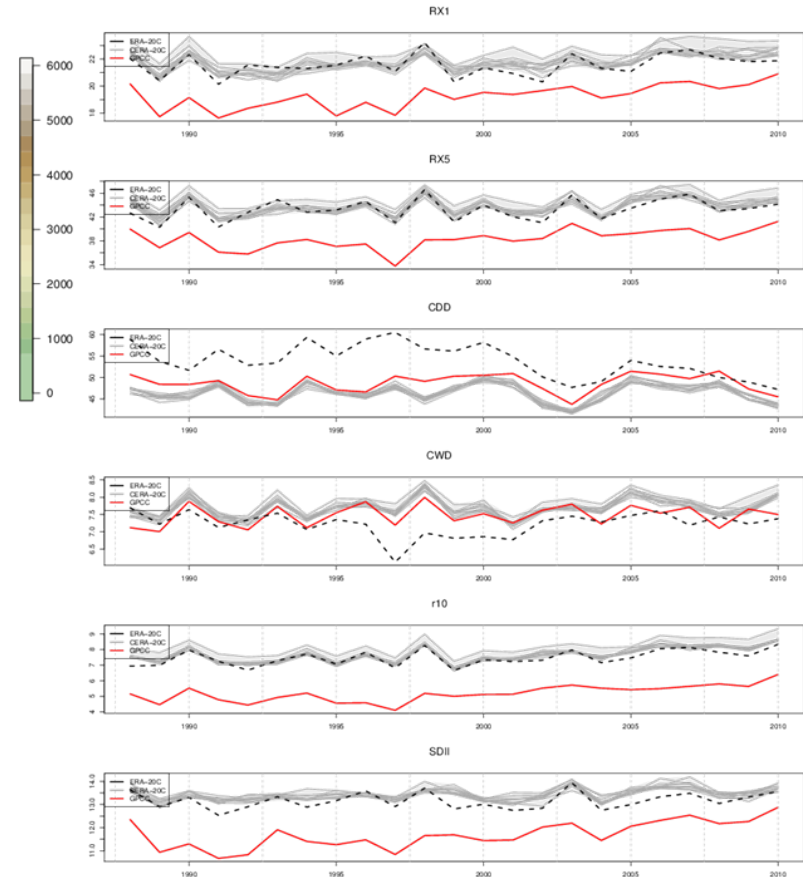 6000
5000
4000
3000
2000
1000
0
RX1
ERA-20C
CERA-20C
GPCC
22
20
18
1990 1995 2000 2005 2010
RX5
ERA-20C
CERA-20C
GPCC
46
42
38
34
1990 1995 2000 2005 2010
CDD
ERA-20C
CERA-20C
GPCC
60
55
50
45
1990 1995 2000 2005 2010
CWD
ERA-20C
CERA-20C
GPCC
8.5
8.0
7.5
7.0
6.5
1990 1995 2000 2005 2010
r10
ERA-20C
CERA-20C
GPCC
9
8
7
6
5
4
1990 1995 2000 2005 2010
SDII
ERA-20C
CERA-20C
GPCC
14.0
13.0
12.0
11.0
1990 1995 2000 2005 2010